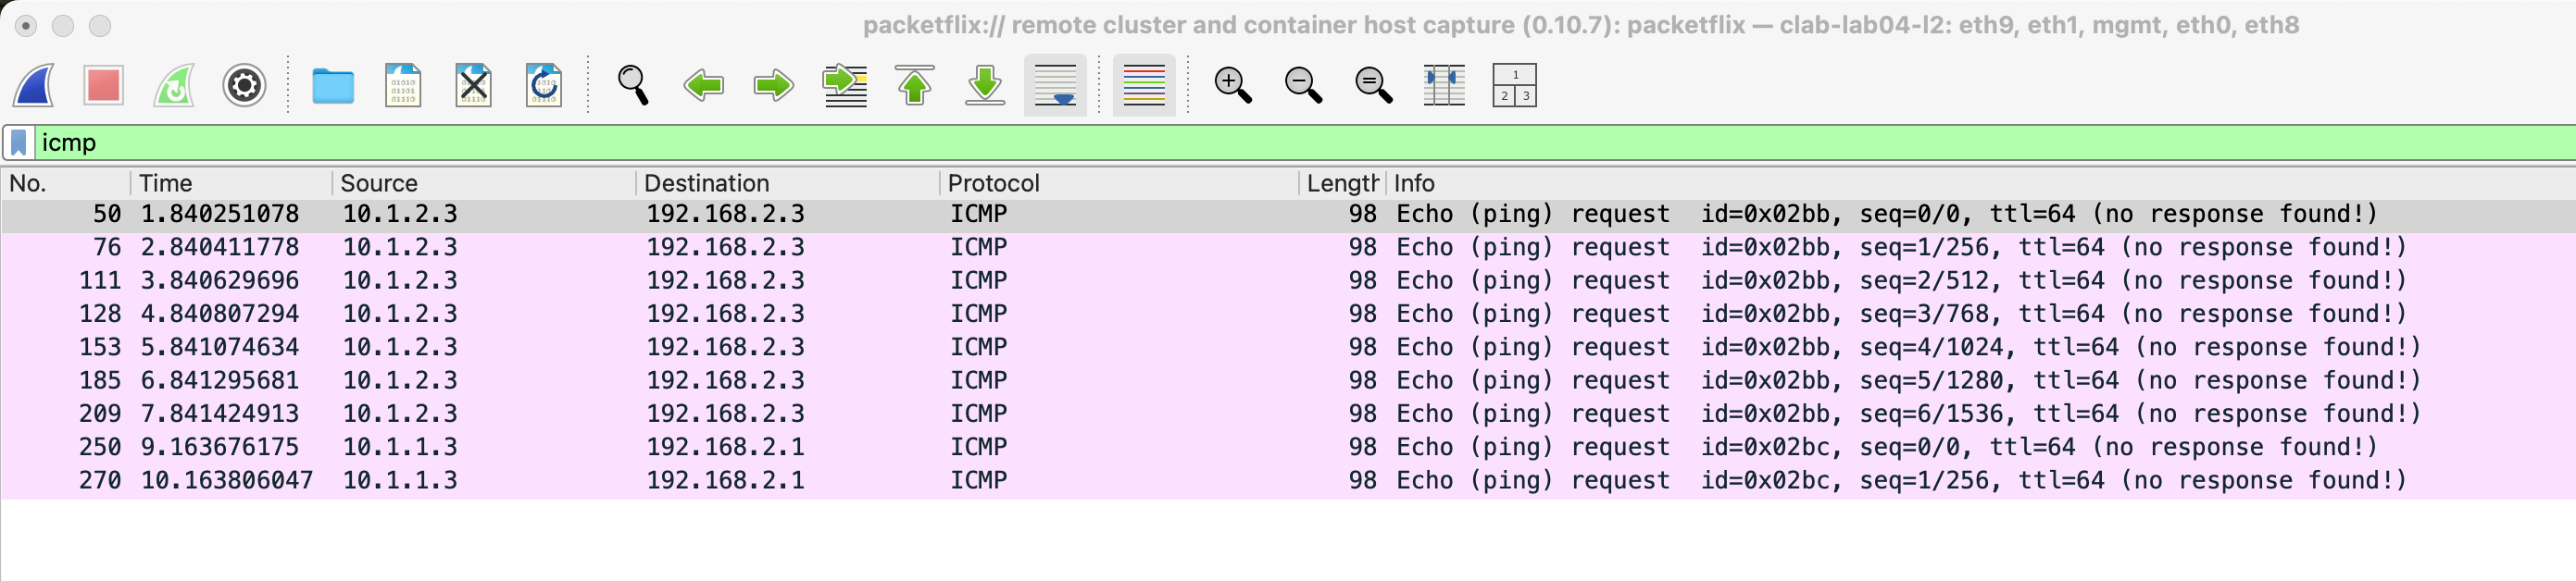 packetflix:// remote cluster and container host capture (0.10.7): packetflix — clab-lab04-l2: eth9, eth1, mgmt, eth0, eth8
1
2 3
icmp
No. Time Source Destination Protocol Length Info
50 1.840251078 10.1.2.3 192.168.2.3 ICMP 98 Echo (ping) request id=0x02bb, seq=0/0, ttl=64 (no response found!)
76 2.840411778 10.1.2.3 192.168.2.3 ICMP 98 Echo (ping) request id=0x02bb, seq=1/256, ttl=64 (no response found!)
111 3.840629696 10.1.2.3 192.168.2.3 ICMP 98 Echo (ping) request id=0x02bb, seq=2/512, ttl=64 (no response found!)
128 4.840807294 10.1.2.3 192.168.2.3 ICMP 98 Echo (ping) request id=0x02bb, seq=3/768, ttl=64 (no response found!)
153 5.841074634 10.1.2.3 192.168.2.3 ICMP 98 Echo (ping) request id=0x02bb, seq=4/1024, ttl=64 (no response found!)
185 6.841295681 10.1.2.3 192.168.2.3 ICMP 98 Echo (ping) request id=0x02bb, seq=5/1280, ttl=64 (no response found!)
209 7.841424913 10.1.2.3 192.168.2.3 ICMP 98 Echo (ping) request id=0x02bb, seq=6/1536, ttl=64 (no response found!)
250 9.163676175 10.1.1.3 192.168.2.1 ICMP 98 Echo (ping) request id=0x02bc, seq=0/0, ttl=64 (no response found!)
270 10.163806047 10.1.1.3 192.168.2.1 ICMP 98 Echo (ping) request id=0x02bc, seq=1/256, ttl=64 (no response found!)